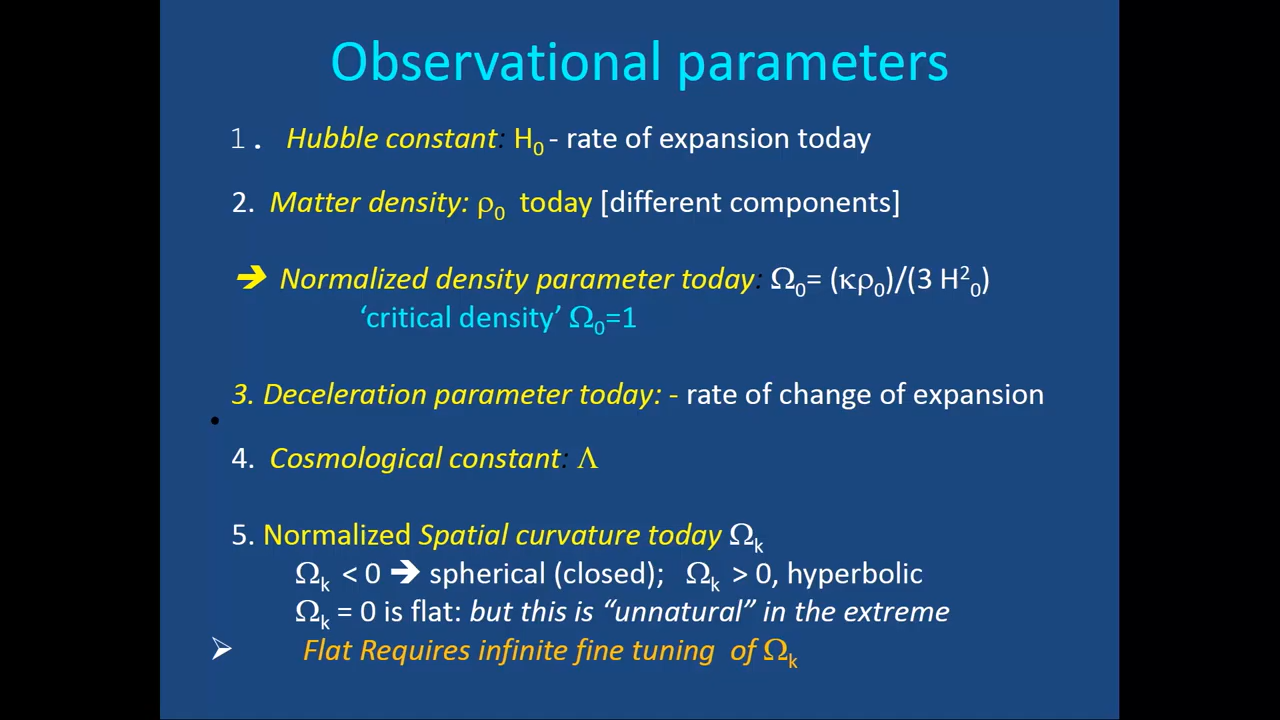 Observational parameters
1. Hubble constant: H₀ - rate of expansion today
2. Matter density: ρ₀ today [different components]
➔ Normalized density parameter today: Ω₀= (κρ₀)/(3 H²₀)
‘critical density’ Ω₀=1
3. Deceleration parameter today: - rate of change of expansion
•
4. Cosmological constant: Λ
5. Normalized Spatial curvature today Ωₖ
Ωₖ < 0 ➔ spherical (closed); Ωₖ > 0, hyperbolic
Ωₖ = 0 is flat: but this is “unnatural” in the extreme
➢ Flat Requires infinite fine tuning of Ωₖ